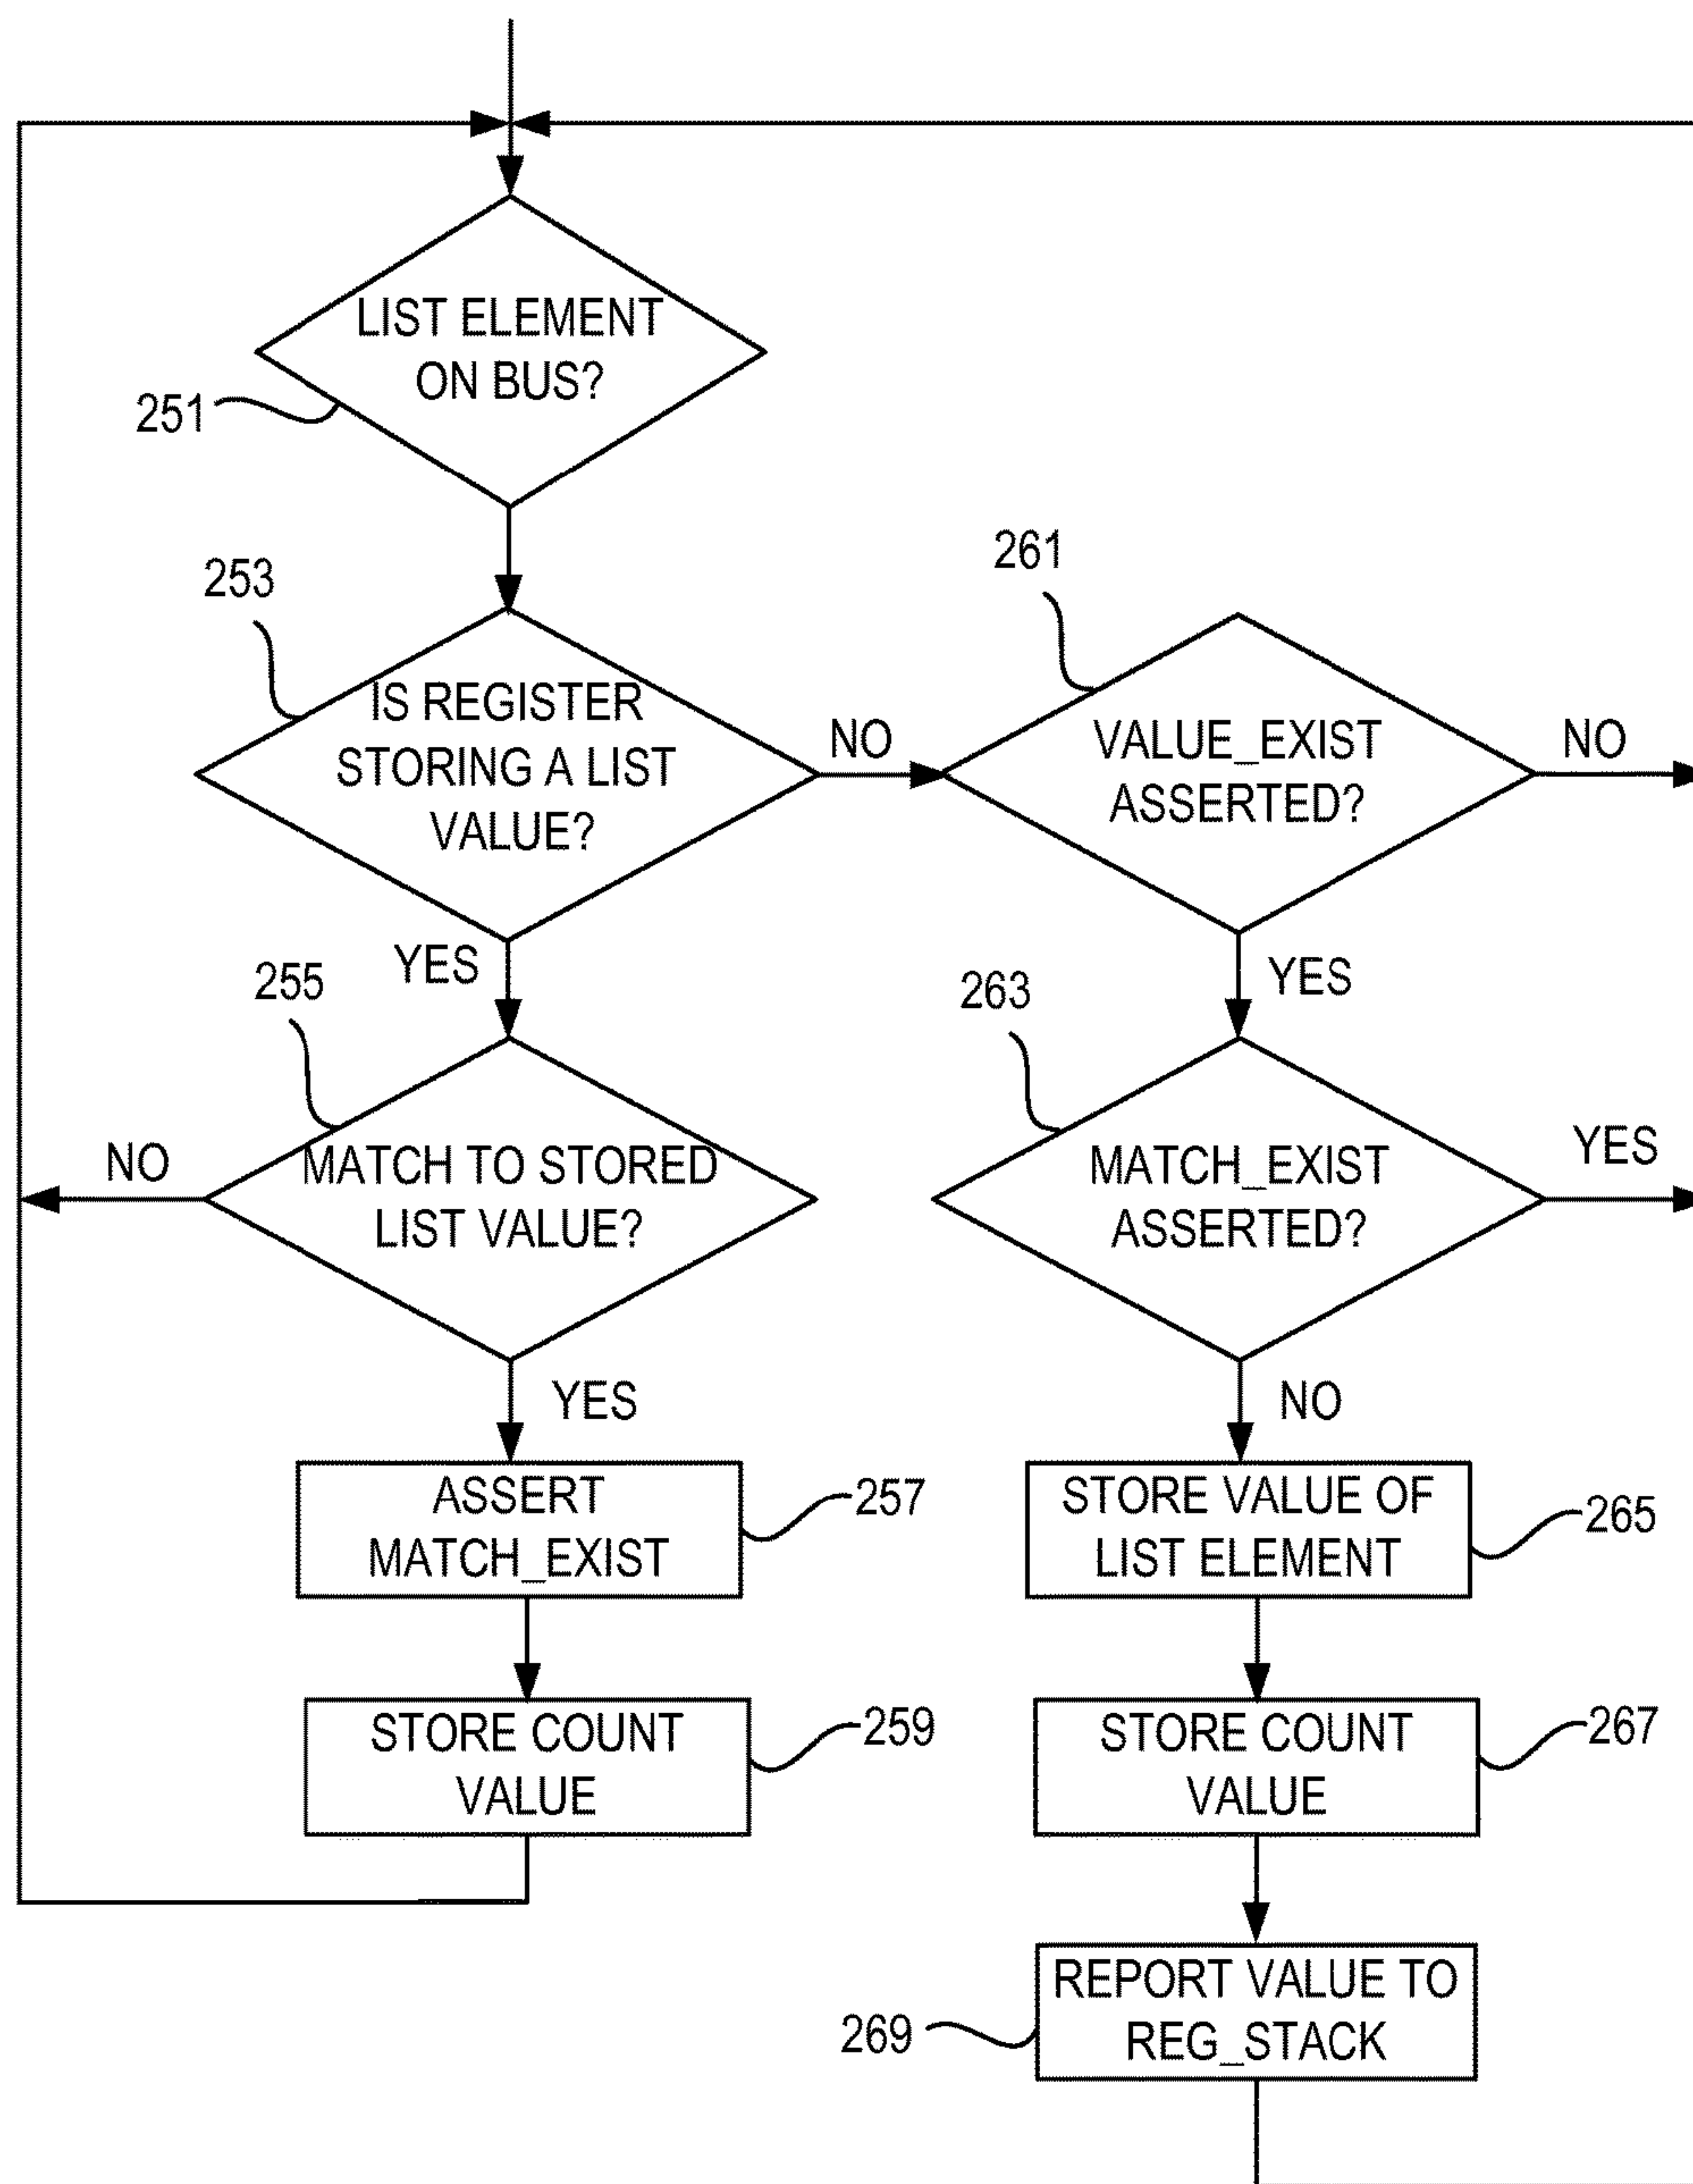 LIST ELEMENT
ON BUS?
251
253
IS REGISTER
STORING A LIST
VALUE?
NO
261
VALUE_EXIST
ASSERTED?
NO
YES
255
MATCH TO STORED
LIST VALUE?
NO
YES
263
MATCH_EXIST
ASSERTED?
YES
YES
ASSERT
MATCH_EXIST
257
NO
STORE VALUE OF
LIST ELEMENT
265
STORE COUNT
VALUE
259
STORE COUNT
VALUE
267
REPORT VALUE TO
REG_STACK
269